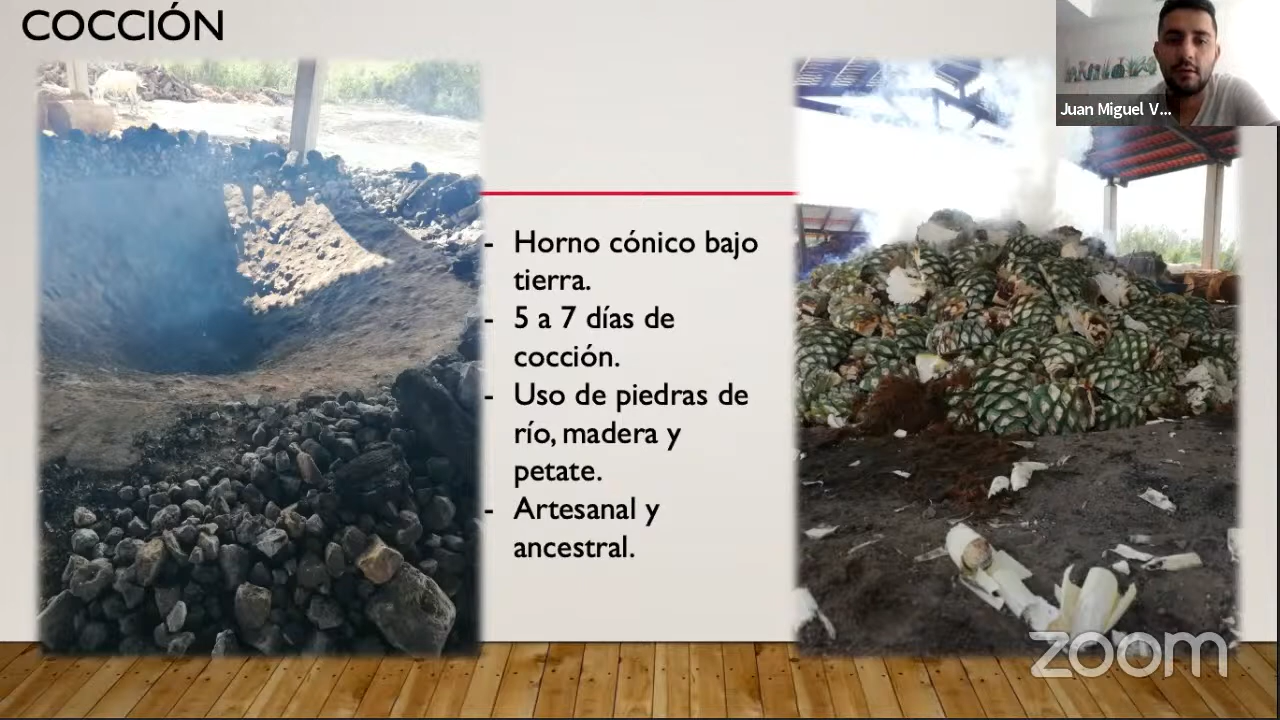 COCCIÓN
Juan Miguel V...
- Horno cónico bajo
tierra.
- 5 a 7 días de
cocción.
- Uso de piedras de
río, madera y
petate.
- Artesanal y
ancestral.
zoom